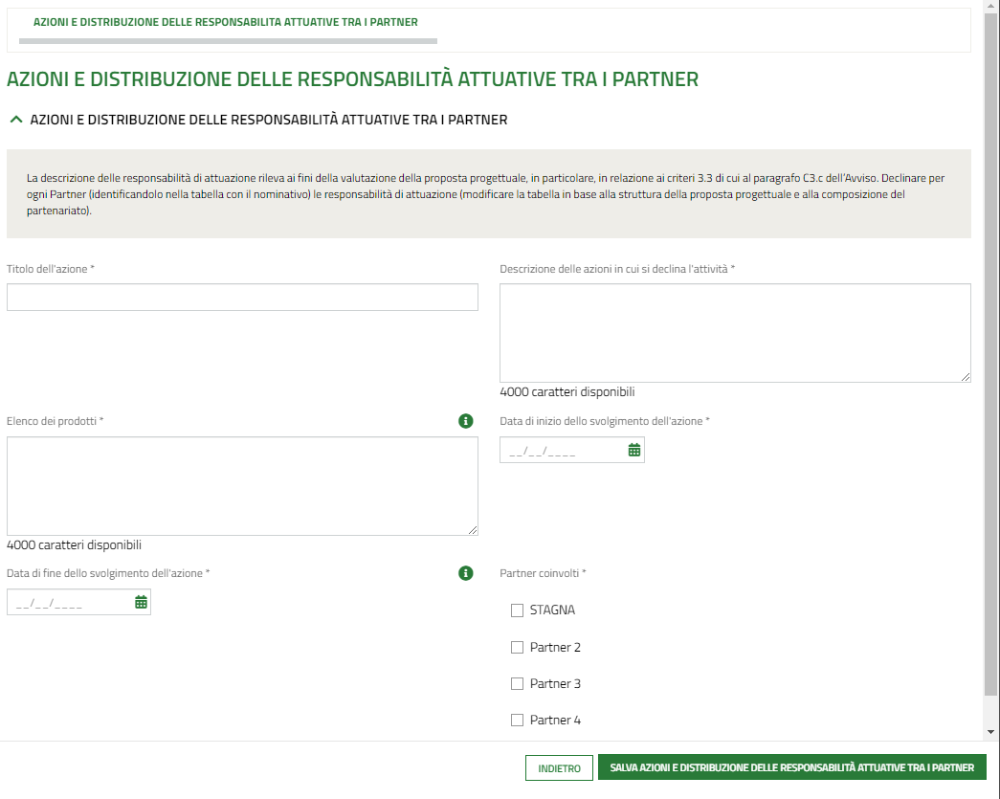 AZIONI E DISTRIBUZIONE DELLE RESPONSABILITA ATTUATIVE TRA I PARTNER
AZIONI E DISTRIBUZIONE DELLE RESPONSABILITÀ ATTUATIVE TRA I PARTNER
AZIONI E DISTRIBUZIONE DELLE RESPONSABILITÀ ATTUATIVE TRA I PARTNER
La descrizione delle responsabilità di attuazione rileva ai fini della valutazione della proposta progettuale, in particolare, in relazione ai criteri 3.3 di cui al paragrafo C3.c dell'Avviso. Declinare per
ogni Partner (identificandolo nella tabella con il nominativo) le responsabilità di attuazione (modificare la tabella in base alla struttura della proposta progettuale e alla composizione del
partenariato).
Titolo dell'azione *
Descrizione delle azioni in cui si declina l'attività *
4000 caratteri disponibili
Elenco dei prodotti *
Data di inizio dello svolgimento dell'azione *
__/__/____
4000 caratteri disponibili
Data di fine dello svolgimento dell'azione *
__/__/____
Partner coinvolti *
STAGNA
Partner 2
Partner 3
Partner 4
INDIETRO
SALVA AZIONI E DISTRIBUZIONE DELLE RESPONSABILITÀ ATTUATIVE TRA I PARTNER